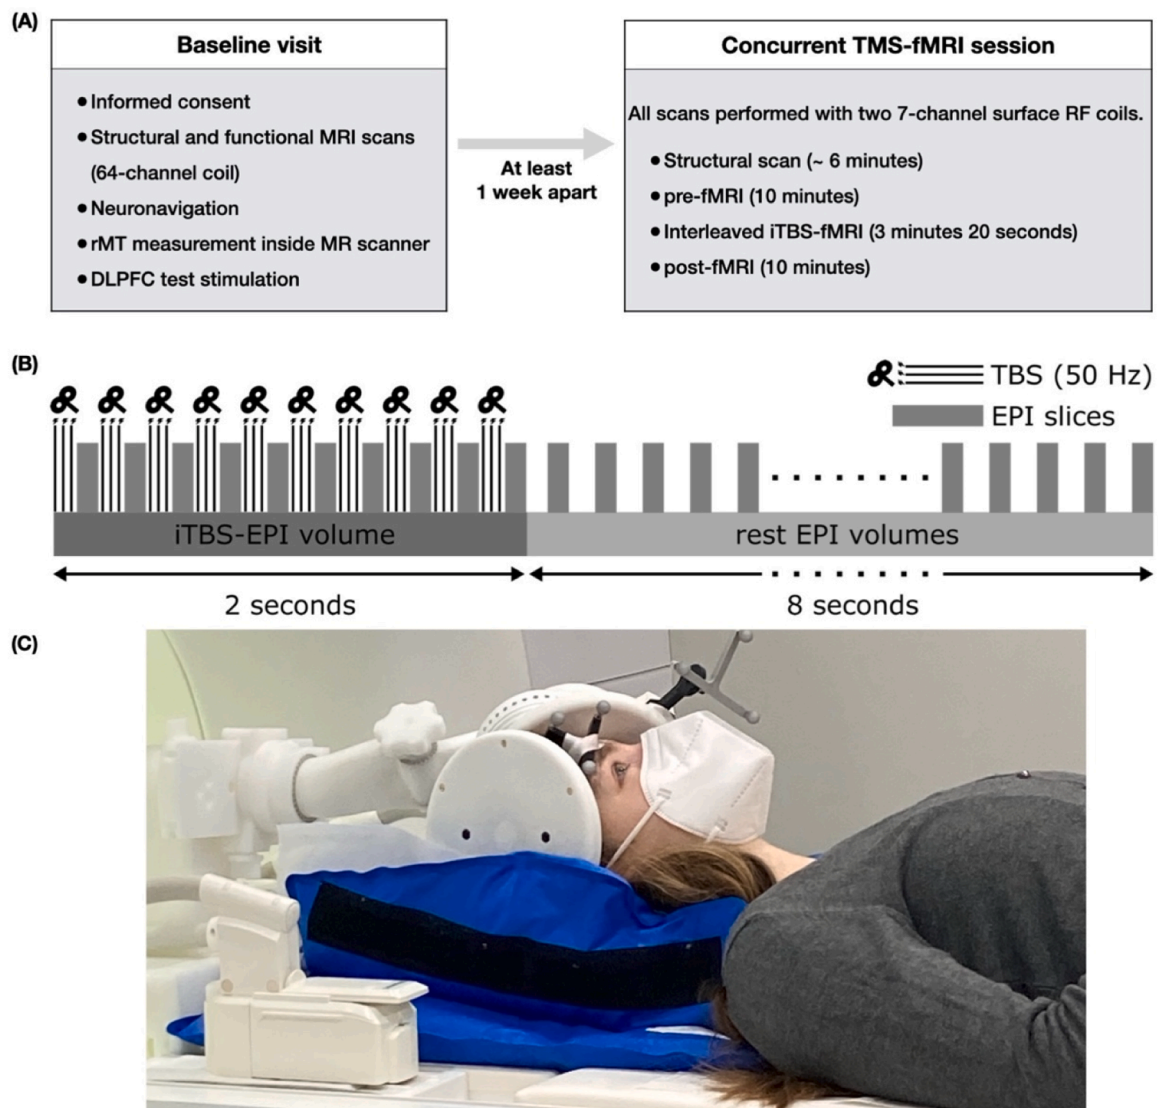 (A)
Baseline visit
● Informed consent
● Structural and functional MRI scans
(64-channel coil)
● Neuronavigation
● rMT measurement inside MR scanner
● DLPFC test stimulation
At least
1 week apart
Concurrent TMS-fMRI session
All scans performed with two 7-channel surface RF coils.
● Structural scan (~ 6 minutes)
● pre-fMRI (10 minutes)
● Interleaved iTBS-fMRI (3 minutes 20 seconds)
● post-fMRI (10 minutes)
(B)
TBS (50 Hz)
EPI slices
iTBS-EPI volume
rest EPI volumes
2 seconds
8 seconds
(C)